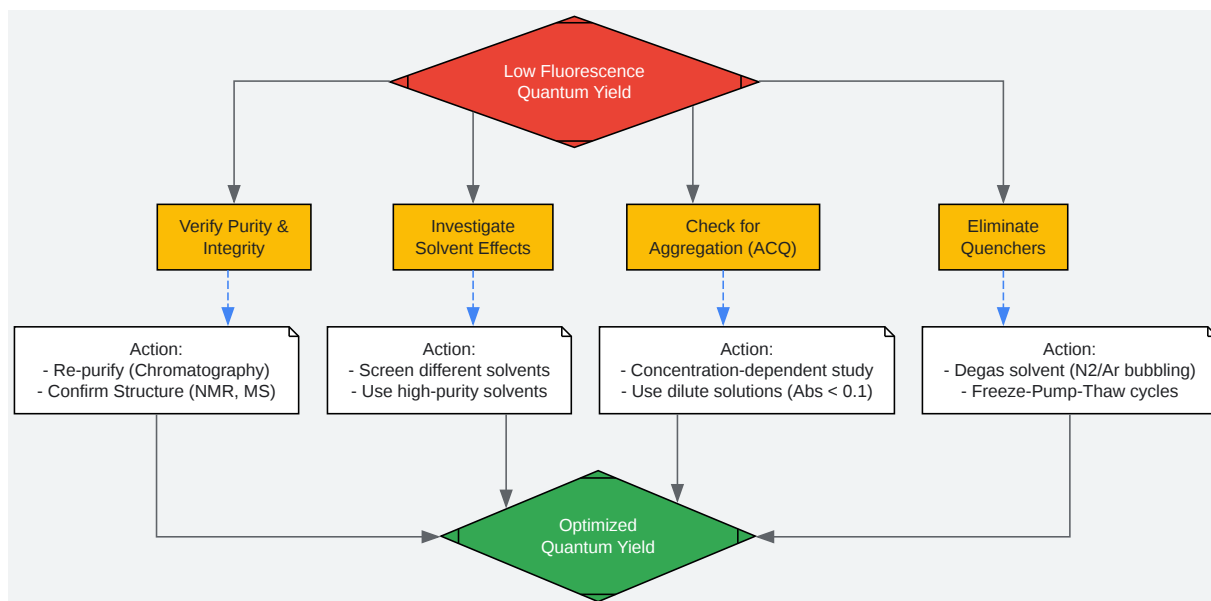 Low Fluorescence
Quantum Yield
Verify Purity &
Integrity
Investigate
Solvent Effects
Check for
Aggregation (ACQ)
Eliminate
Quenchers
Action:
- Re-purify (Chromatography)
- Confirm Structure (NMR, MS)
Action:
- Screen different solvents
- Use high-purity solvents
Action:
- Concentration-dependent study
- Use dilute solutions (Abs < 0.1)
Action:
- Degas solvent (N2/Ar bubbling)
- Freeze-Pump-Thaw cycles
Optimized
Quantum Yield